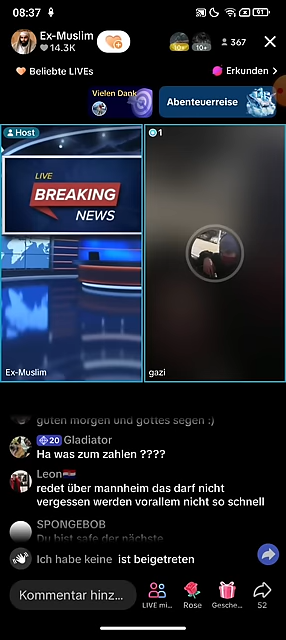 08:37
91
Ex-Muslim
14.3K
10+
10+
367
Beliebte LIVEs
Erkunden
Vielen Dank
Abenteuerreise
Host
1
LIVE
BREAKING
NEWS
Ex-Muslim
gazi
guten morgen und gottes segen :)
20 Gladiator
Ha was zum zahlen ????
Leon
redet über mannheim das darf nicht
vergessen werden vorallem nicht so schnell
SPONGEBOB
Du bist safe der nächste
Ich habe keine ist beigetreten
Kommentar hinz...
LIVE mi...
Rose
Gesche...
52